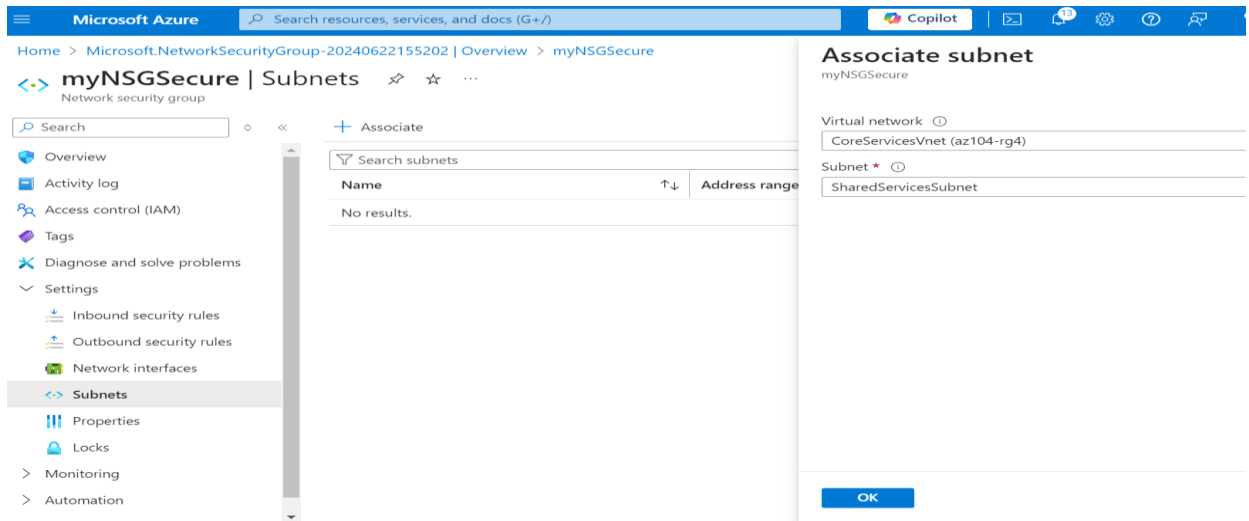 Microsoft Azure
Search resources, services, and docs (G+/)
Copilot
13
Home > Microsoft.NetworkSecurityGroup-20240622155202 | Overview > myNSGSecure
myNSGSecure | Subnets
Network security group
Search
Overview
Activity log
Access control (IAM)
Tags
Diagnose and solve problems
Settings
Inbound security rules
Outbound security rules
Network interfaces
Subnets
Properties
Locks
Monitoring
Automation
Associate
Search subnets
Name
Address range
No results.
Associate subnet
myNSGSecure
Virtual network
CoreServicesVnet (az104-rg4)
Subnet *
SharedServicesSubnet
OK